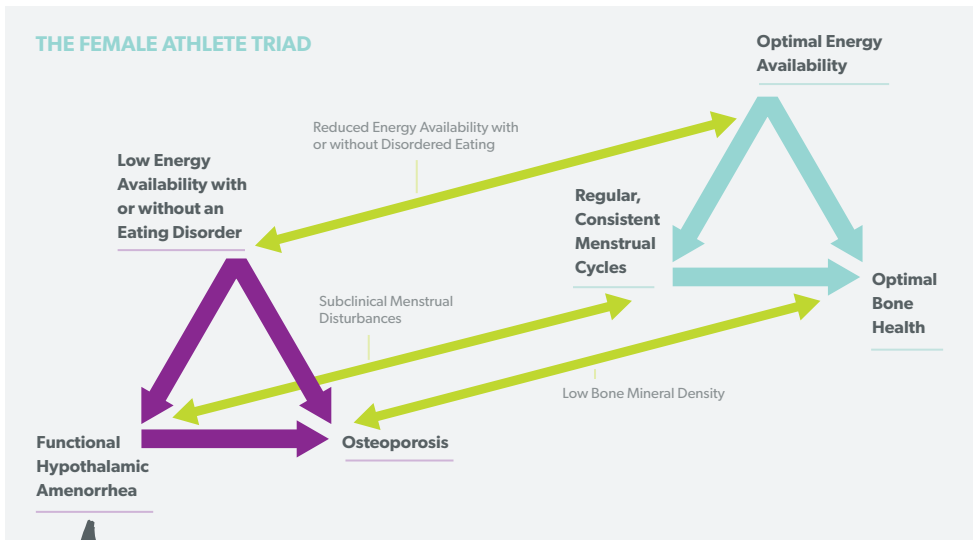 THE FEMALE ATHLETE TRIAD
Optimal Energy
Availability
Reduced Energy Availability with
or without Disordered Eating
Low Energy
Availability with
or without an
Eating Disorder
Regular,
Consistent
Menstrual
Cycles
Optimal
Bone
Health
Subclinical Menstrual
Disturbances
Low Bone Mineral Density
Functional
Hypothalamic
Amenorrhea
Osteoporosis